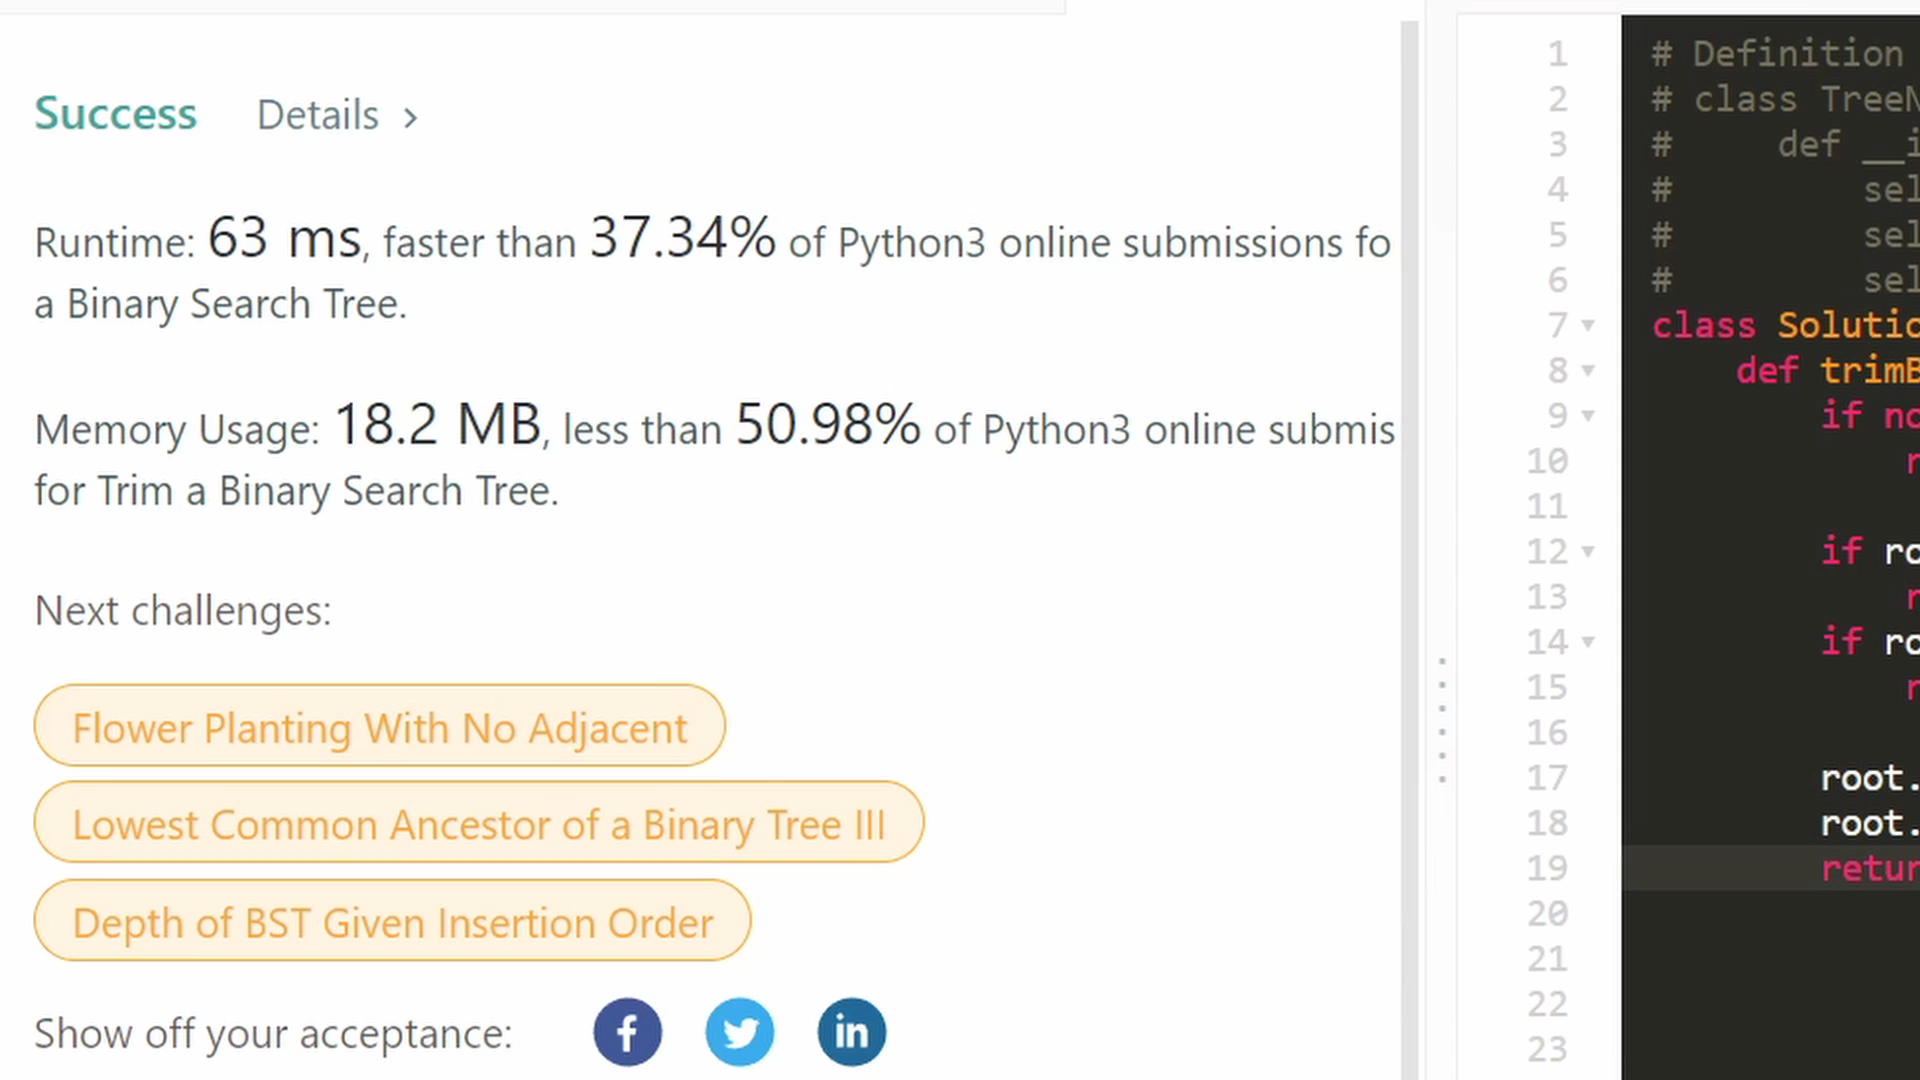 Success Details >
Runtime: 63 ms, faster than 37.34% of Python3 online submissions fo
a Binary Search Tree.
Memory Usage: 18.2 MB, less than 50.98% of Python3 online submis
for Trim a Binary Search Tree.
Next challenges:
Flower Planting With No Adjacent
Lowest Common Ancestor of a Binary Tree III
Depth of BST Given Insertion Order
Show off your acceptance:
1 # Definition
2 # class TreeN
3 # def __i
4 # sel
5 # sel
6 # sel
7 class Solutio
8 def trimB
9 if no
10 r
11
12 if ro
13 r
14 if ro
15 r
16
17 root.
18 root.
19 retur
20
21
22
23